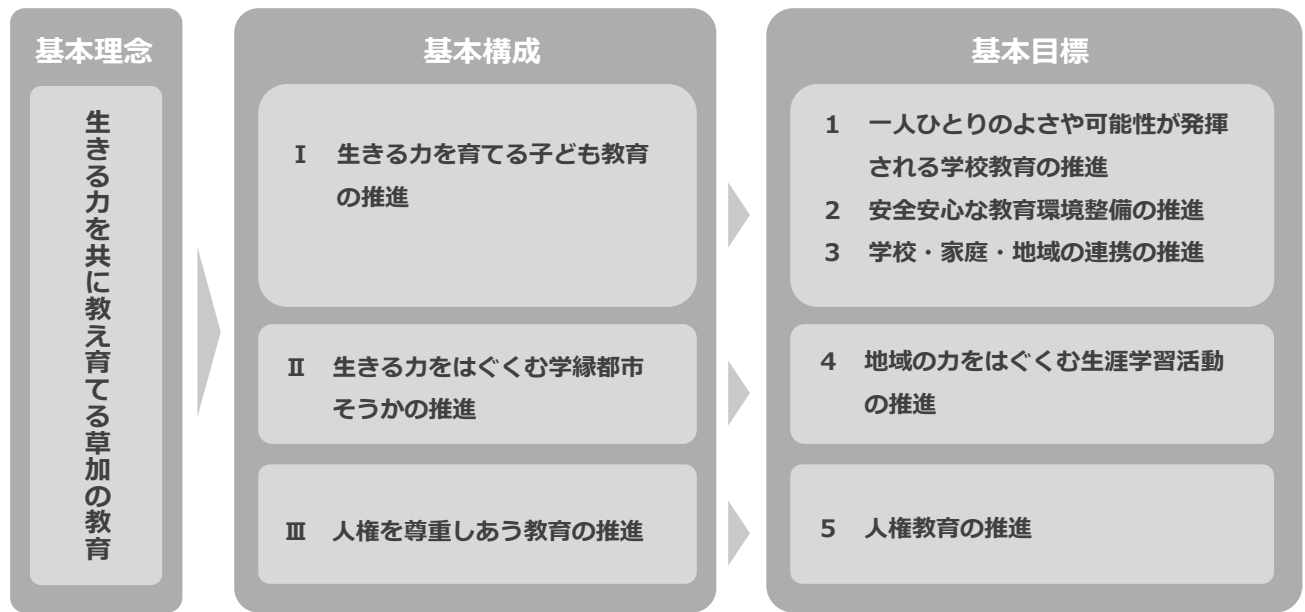 基本理念
生きる力を共に教え育てる草加の教育
基本構成
Ⅰ 生きる力を育てる子ども教育
の推進
Ⅱ 生きる力をはぐくむ学縁都市
そうかの推進
Ⅲ 人権を尊重しあう教育の推進
基本目標
1 一人ひとりのよさや可能性が発揮
される学校教育の推進
2 安全安心な教育環境整備の推進
3 学校・家庭・地域の連携の推進
4 地域の力をはぐくむ生涯学習活動
の推進
5 人権教育の推進